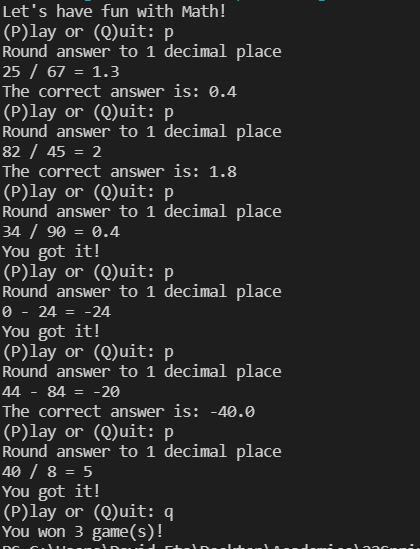 Let's have fun with Math!
(P)lay or (Q)uit: p
Round answer to 1 decimal place
25 / 67 = 1.3
The correct answer is: 0.4
(P)lay or (Q)uit: p
Round answer to 1 decimal place
82 / 45 = 2
The correct answer is: 1.8
(P)lay or (Q)uit: p
Round answer to 1 decimal place
34 / 90 = 0.4
You got it!
(P)lay or (Q)uit: p
Round answer to 1 decimal place
0 - 24 = -24
You got it!
(P)lay or (Q)uit: p
Round answer to 1 decimal place
44 - 84 = -20
The correct answer is: -40.0
(P)lay or (Q)uit: p
Round answer to 1 decimal place
40 / 8 = 5
You got it!
(P)lay or (Q)uit: q
You won 3 game(s)!